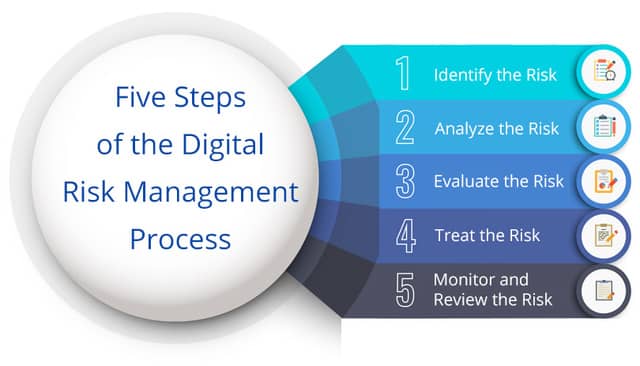 Five Steps
of the Digital
Risk Management
Process
1 Identify the Risk
2 Analyze the Risk
3 Evaluate the Risk
4 Treat the Risk
5 Monitor and
Review the Risk